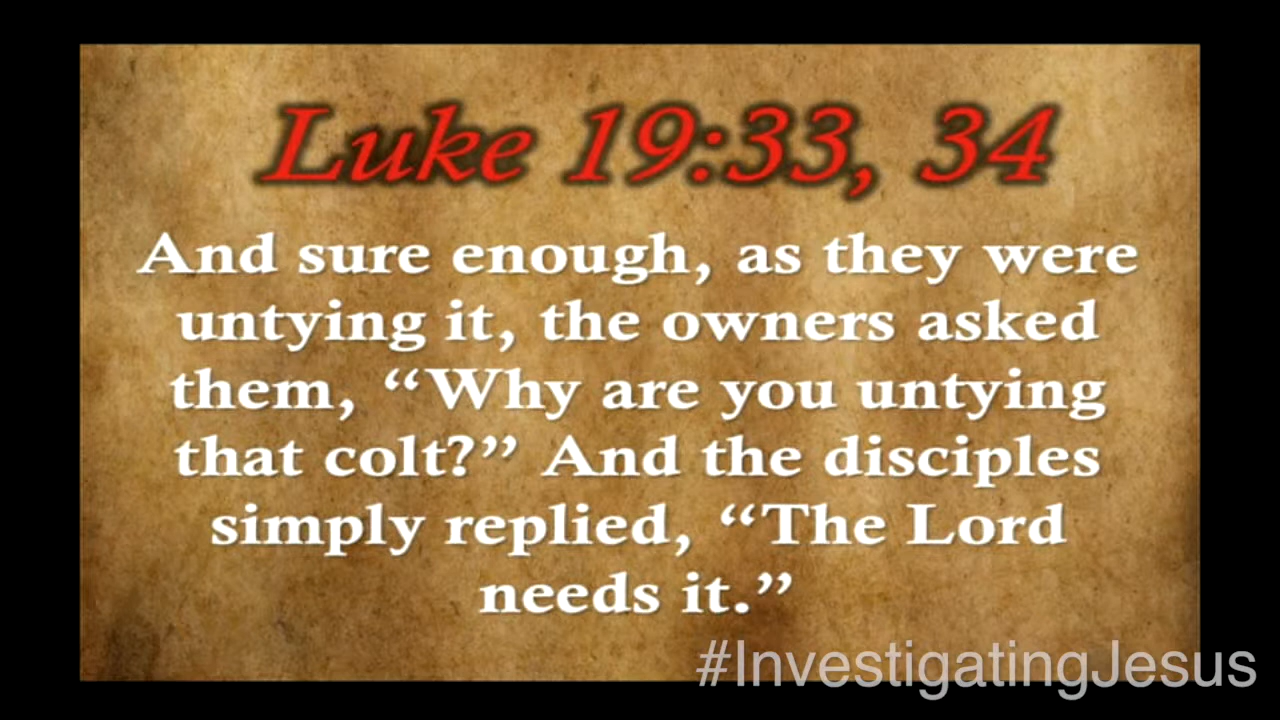 Luke 19:33, 34
And sure enough, as they were
untying it, the owners asked
them, “Why are you untying
that colt?” And the disciples
simply replied, “The Lord
needs it.”
#InvestigatingJesus